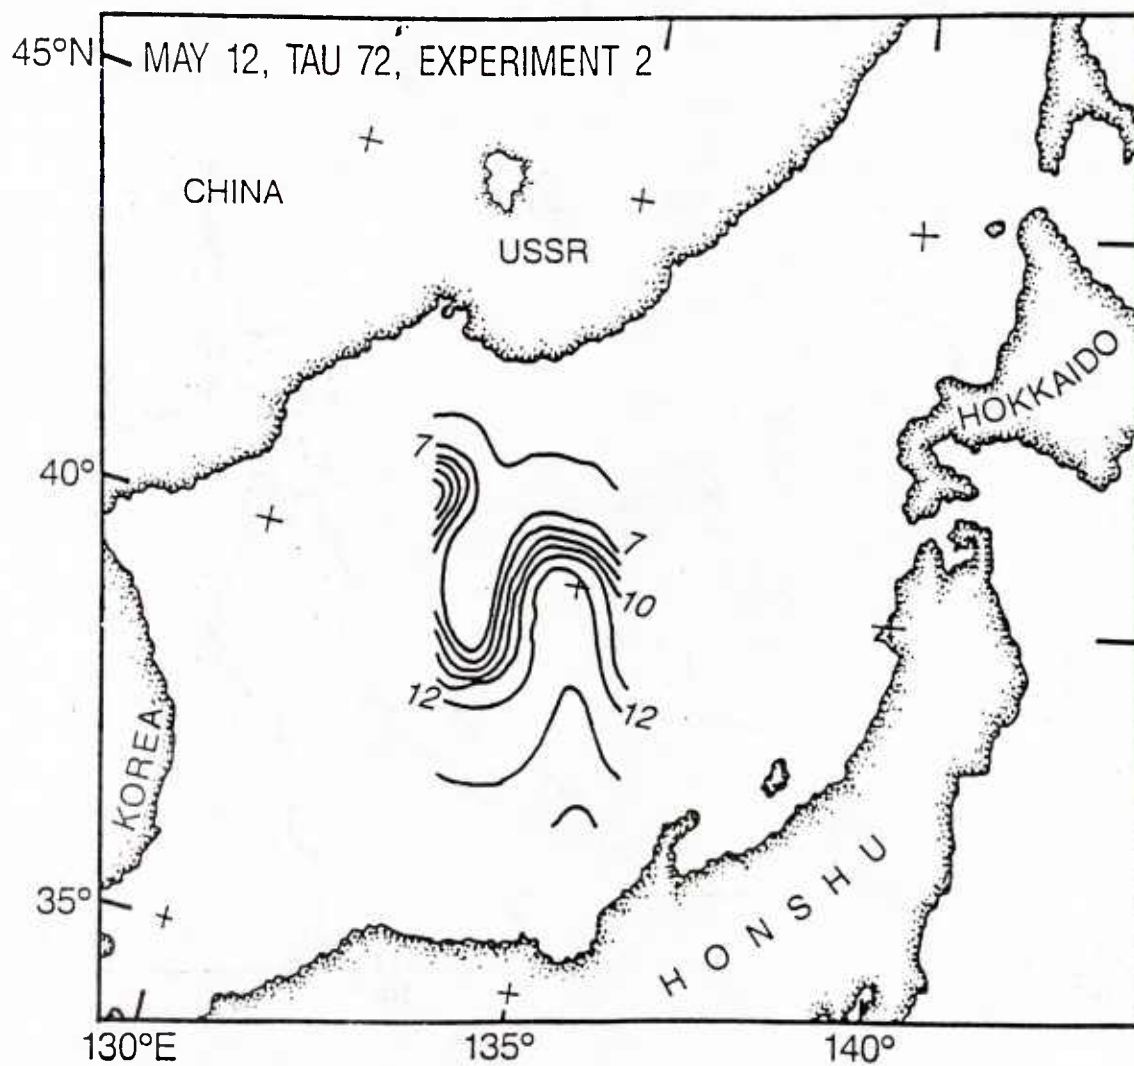 45°N
MAY 12, TAU 72, EXPERIMENT 2
CHINA
USSR
HOKKAIDO
7
40°
7
10
12
12
KOREA
HONSHU
35°
130°E
135°
140°